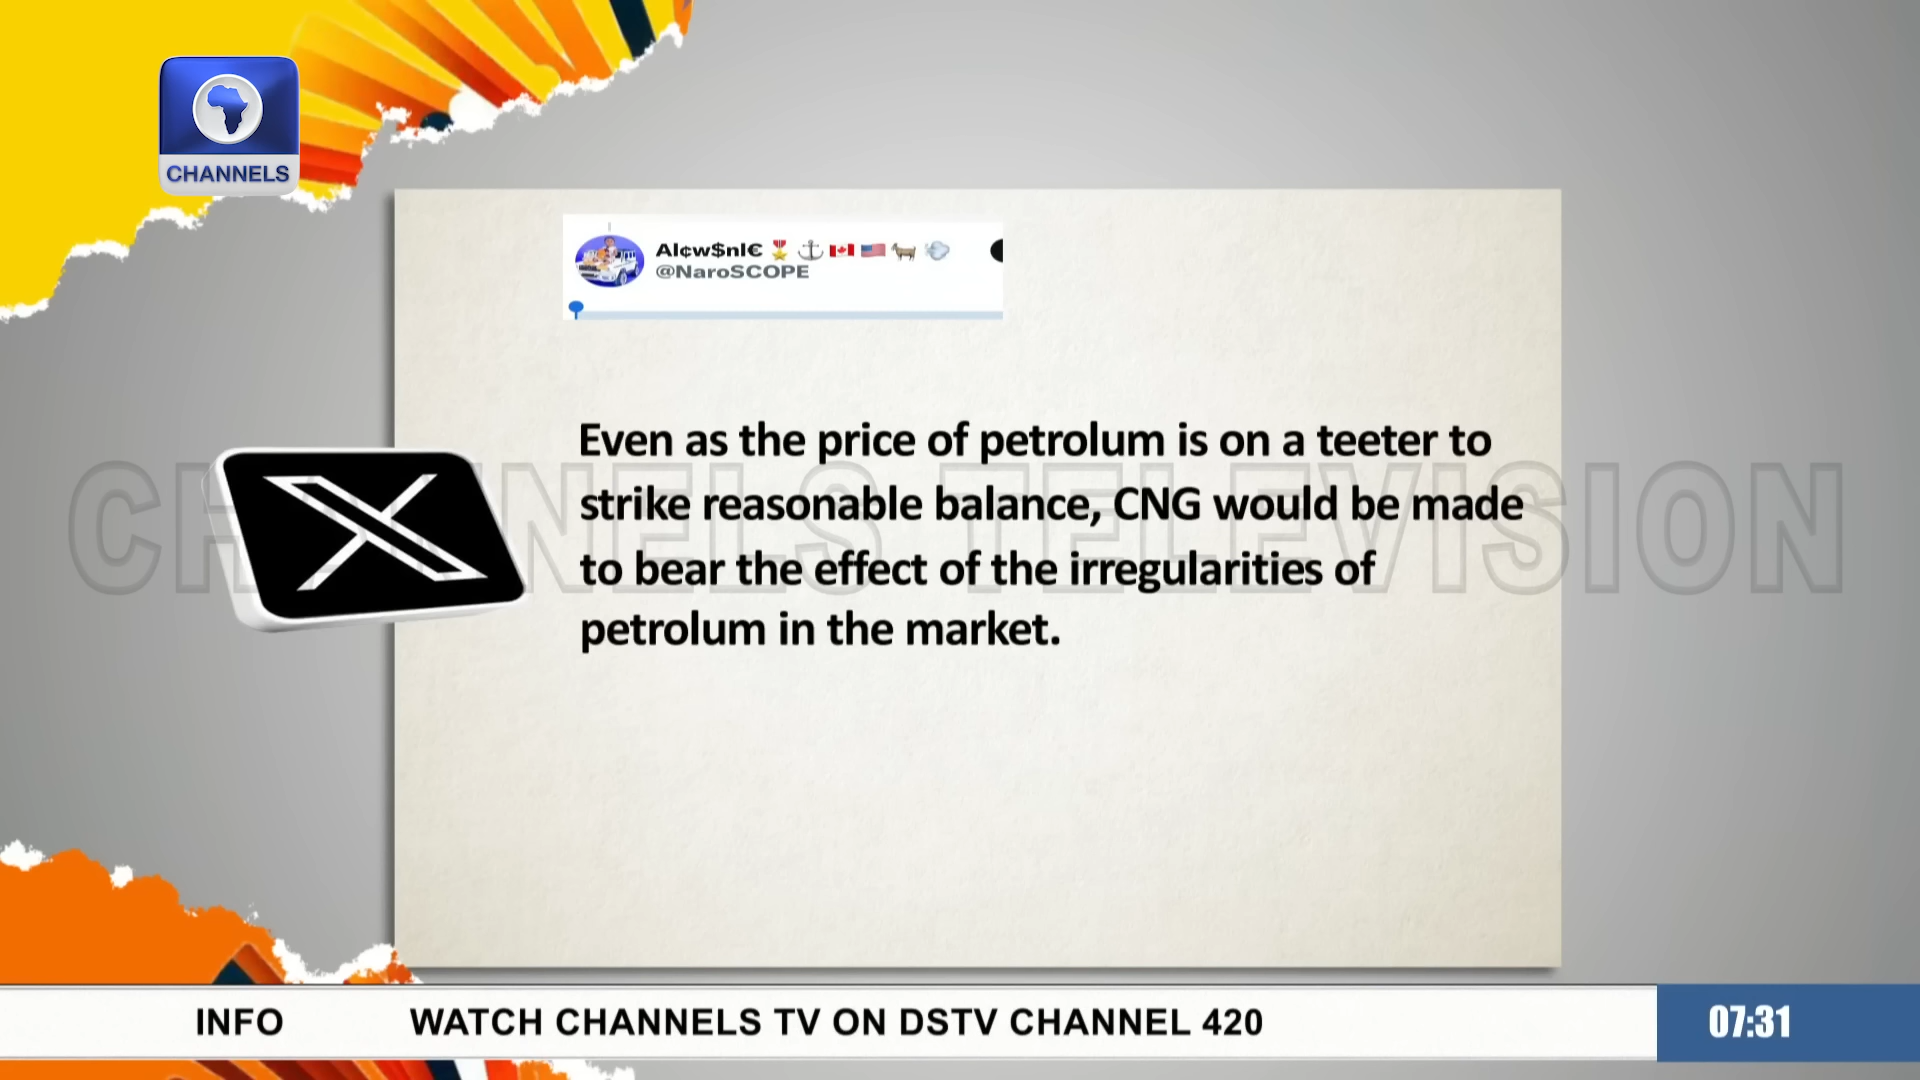 CHANNELS
Al¢w$nl€ 🎖️ ⚓ 🇨🇦 🇺🇸 🐐 💨
@NaroSCOPE
Even as the price of petrolum is on a teeter to
strike reasonable balance, CNG would be made
to bear the effect of the irregularities of
petrolum in the market.
CHANNELS TELEVISION
INFO WATCH CHANNELS TV ON DSTV CHANNEL 420 07:31